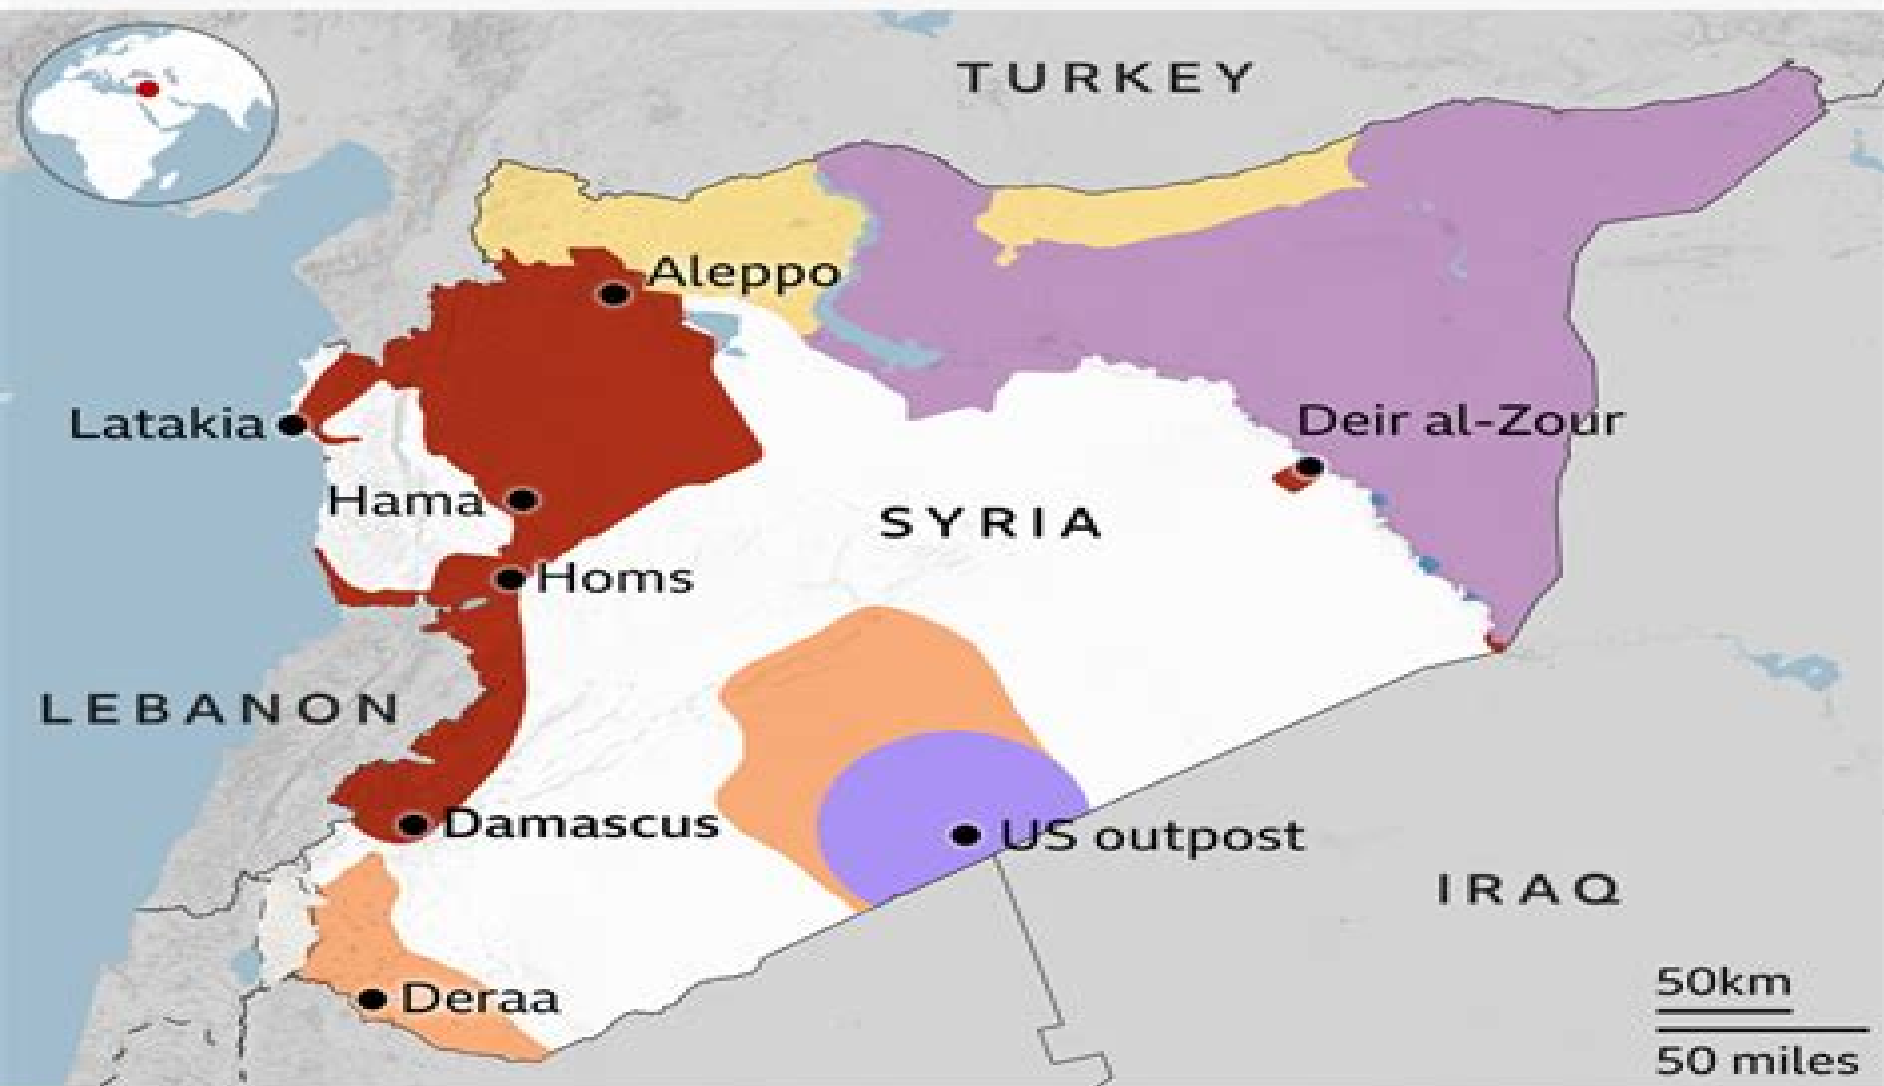 TURKEY
Aleppo
Latakia
Deir al-Zour
Hama
SYRIA
Homs
LEBANON
Damascus
US outpost
IRAQ
Deraa
50km
50 miles